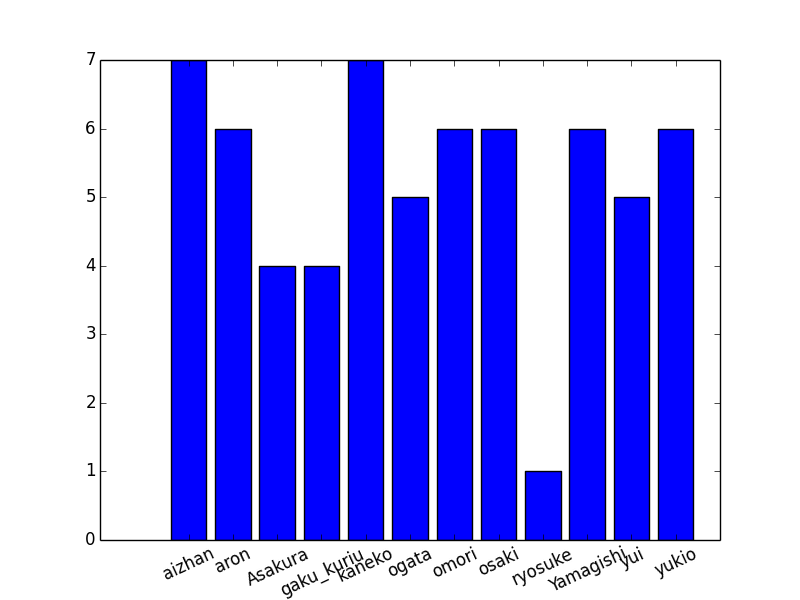 7
6
5
4
3
2
1
0
aizhan
aron
Asakura
gaku_kuriu
kaneko
ogata
omori
osaki
ryosuke
Yamagishi
yui
yukio